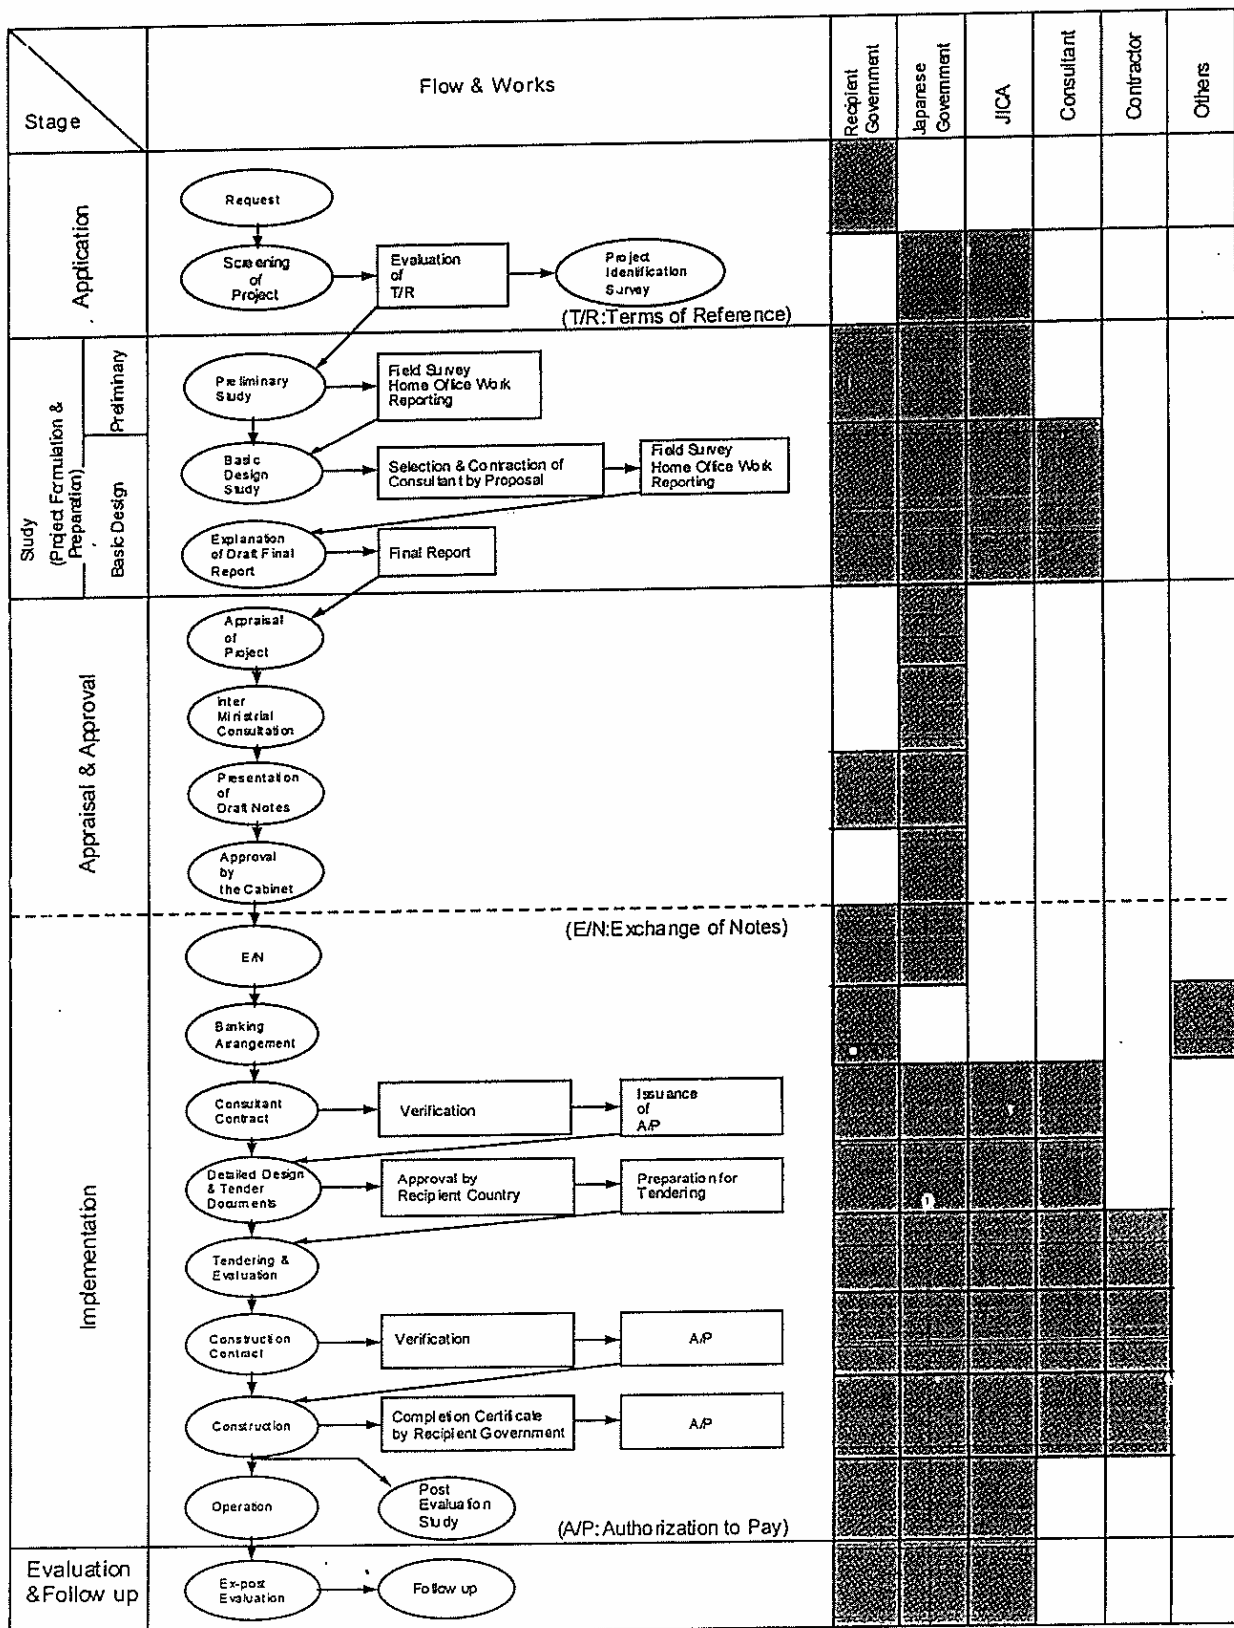 Stage
Flow & Works
Recipient
Government
Japanese
Government
JICA
Consultant
Contractor
Others
Application
Request
Screening
of
Project
Evaluation
of
T/R
Project
Identification
Survey
(T/R:Terms of Reference)
Study
(Project Formulation &
Preparation)
Preliminary
Preliminary
Study
Field Survey
Home Office Work
Reporting
Basic Design
Basic
Design
Study
Selection & Contraction of
Consultant by Proposal
Field Survey
Home Office Work
Reporting
Explanation
of Draft Final
Report
Final Report
Appraisal & Approval
Appraisal
of
Project
Inter
Ministrial
Consultation
Presentation
of
Draft Notes
Approval
by
the Cabinet
Implementation
(E/N:Exchange of Notes)
E/N
Banking
Arrangement
Consultant
Contract
Verification
Issuance
of
A/P
Detailed Design
& Tender
Documents
Approval by
Recipient Country
Preparation for
Tendering
Tendering &
Evaluation
Construction
Contract
Verification
A/P
Construction
Completion Certificate
by Recipient Government
A/P
Operation
Post
Evaluation
Study
(A/P: Authorization to Pay)
Evaluation
&Follow up
Ex-post
Evaluation
Follow up